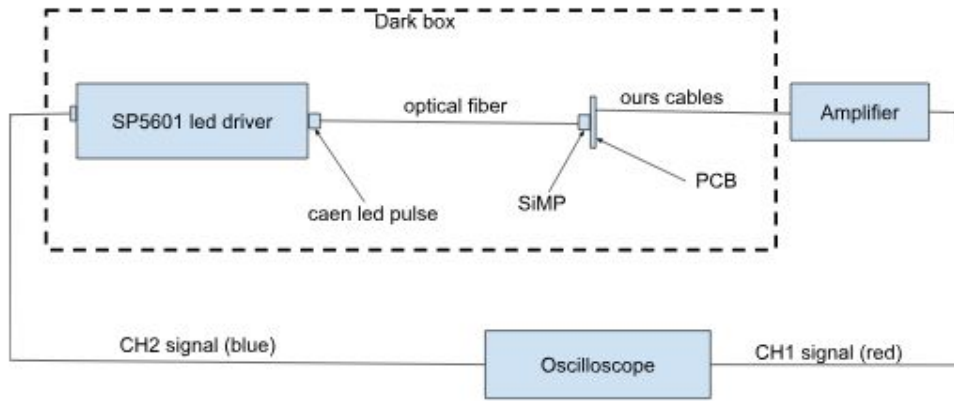 Dark box
SP5601 led driver
optical fiber
ours cables
Amplifier
caen led pulse
SiMP
PCB
CH2 signal (blue)
Oscilloscope
CH1 signal (red)